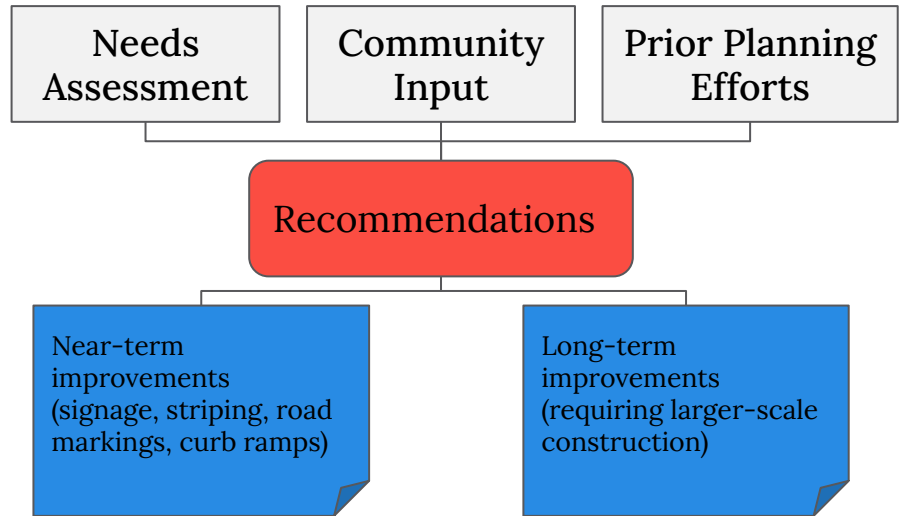 Needs
Assessment
Community
Input
Prior Planning
Efforts
Recommendations
Near-term
improvements
(signage, striping, road
markings, curb ramps)
Long-term
improvements
(requiring larger-scale
construction)